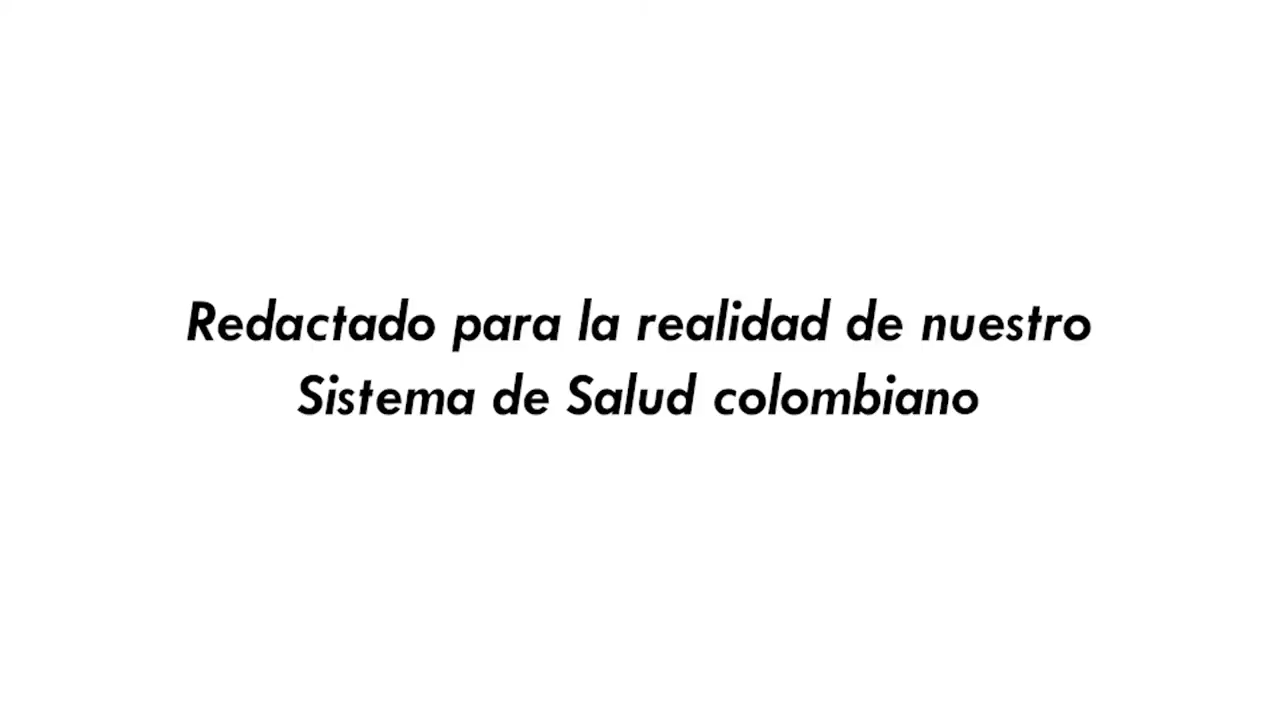 Redactado para la realidad de nuestro
Sistema de Salud colombiano